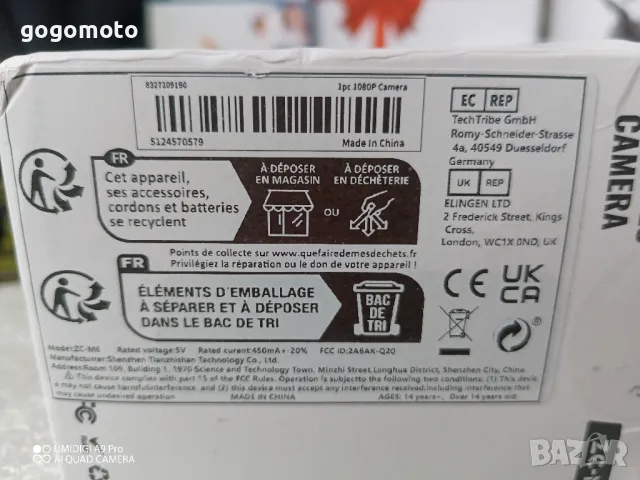 gogomoto
8327205190
1pc 1080P Camera
5124570579
Made In China
EC REP
TechTribe GmbH
Romy-Schneider-Strasse
4a, 40549 Duesseldorf
Germany
UK REP
ELINGEN LTD
2 Frederick Street, Kings
Cross,
London, WC1X 0ND, UK
CAMERA
FR
Cet appareil,
ses accessoires,
cordons et batteries
se recyclent
À DÉPOSER
EN MAGASIN
OU
À DÉPOSER
EN DÉCHÈTERIE
Points de collecte sur www.quefairedemesdechets.fr
Privilégiez la réparation ou le don de votre appareil !
FR
ÉLÉMENTS D'EMBALLAGE
À SÉPARER ET À DÉPOSER
DANS LE BAC DE TRI
BAC
DE
TRI
CE
UK
CA
Model:ZC-M6 Rated voltage:5V Rated curent:450mA+-20% FCC ID:2A6AX-Q20
Manufacturer:Shenzhen Tianzhishan Technology Co., Ltd.
Address:Room 109, Building 1, 1970 Science and Technology Town, Minzhi Street,Longhua District, Shenzhen City, China
This device complies with part 15 of the FCC Rules. Operation is subject to the following two conditions. (1) This device may
not cause harmful interference, and (2) this device must accept any interference received, including interference that
may cause undesired operation
MADE IN CHINA
AGES: 14 years+, Over 14 years old
UMIDIGI A9 Pro
AI QUAD CAMERA
BAZAR